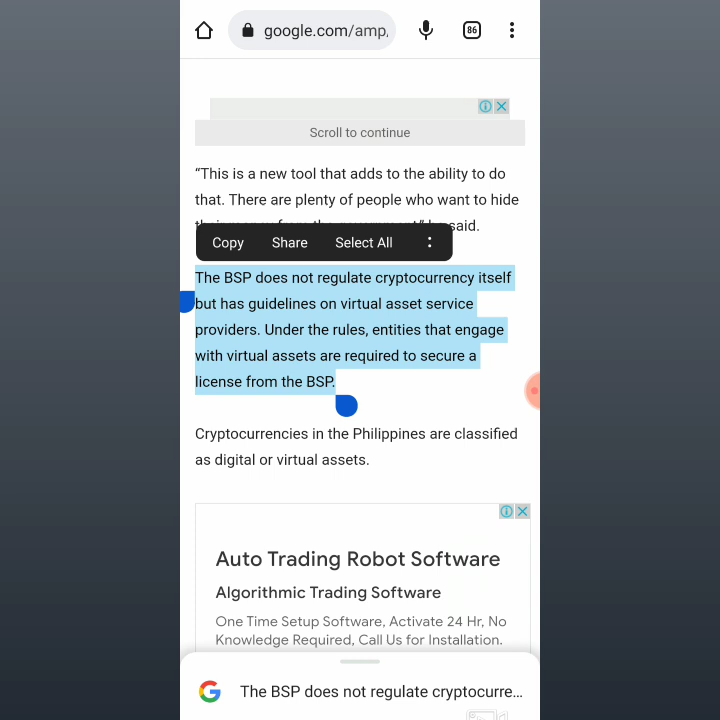 google.com/amp
86
Scroll to continue
“This is a new tool that adds to the ability to do
that. There are plenty of people who want to hide
said.
Copy Share Select All
The BSP does not regulate cryptocurrency itself
but has guidelines on virtual asset service
providers. Under the rules, entities that engage
with virtual assets are required to secure a
license from the BSP.
Cryptocurrencies in the Philippines are classified
as digital or virtual assets.
Auto Trading Robot Software
Algorithmic Trading Software
One Time Setup Software, Activate 24 Hr, No
Knowledge Required, Call Us for Installation.
The BSP does not regulate cryptocurre...